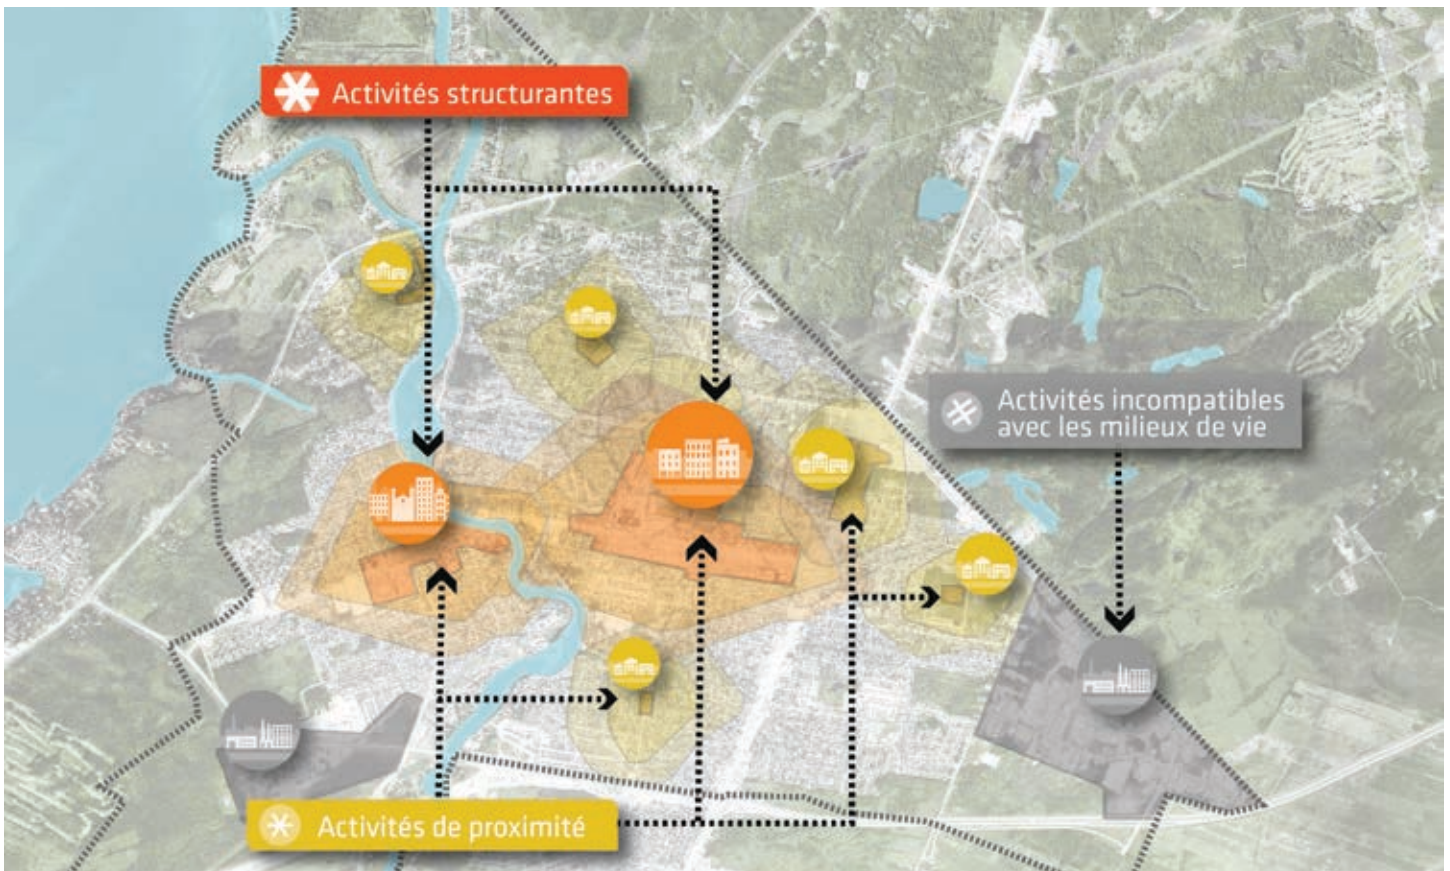 Activités structurantes
Activités incompatibles
avec les milieux de vie
Activités de proximité